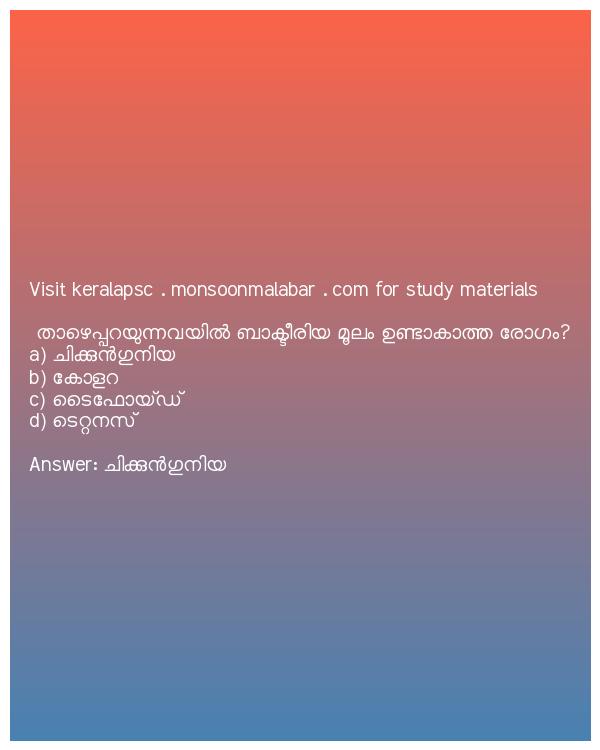 Visit keralapsc . monsoonmalabar . com for study materials
താഴെപ്പറയുന്നവയിൽ ബാക്ടീരിയ മൂലം ഉണ്ടാകാത്ത രോഗം?
a) ചിക്കുൻഗുനിയ
b) കോളറ
c) ടൈഫോയ്ഡ്
d) ടെറ്റനസ്
Answer: ചിക്കുൻഗുനിയ